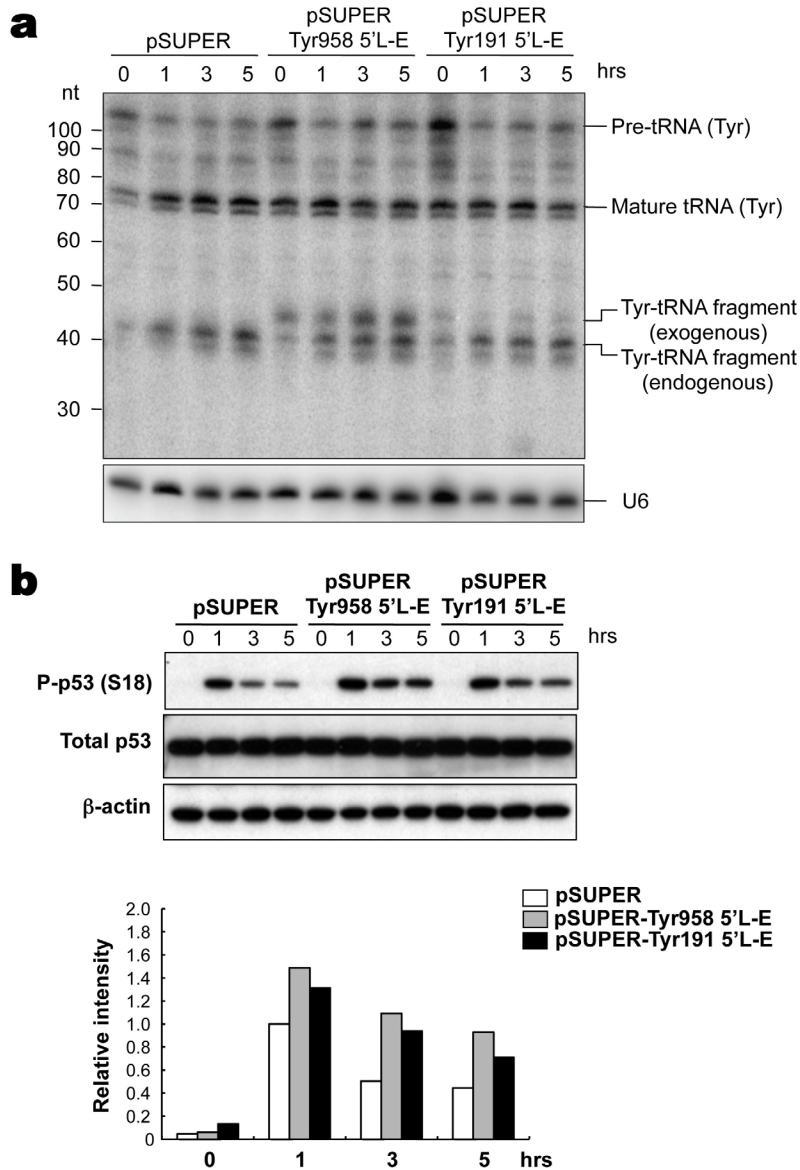 a
pSUPER
pSUPER
Tyr958 5’L-E
pSUPER
Tyr191 5’L-E
0 1 3 5 0 1 3 5 0 1 3 5 hrs
nt
100
90
80
70
60
50
40
30
Pre-tRNA (Tyr)
Mature tRNA (Tyr)
Tyr-tRNA fragment
(exogenous)
Tyr-tRNA fragment
(endogenous)
U6
b
pSUPER
pSUPER
Tyr958 5’L-E
pSUPER
Tyr191 5’L-E
0 1 3 5 0 1 3 5 0 1 3 5 hrs
P-p53 (S18)
Total p53
β-actin
pSUPER
pSUPER-Tyr958 5’L-E
pSUPER-Tyr191 5’L-E
Relative intensity
2.0
1.8
1.6
1.4
1.2
1.0
0.8
0.6
0.4
0.2
0
0 1 3 5 hrs